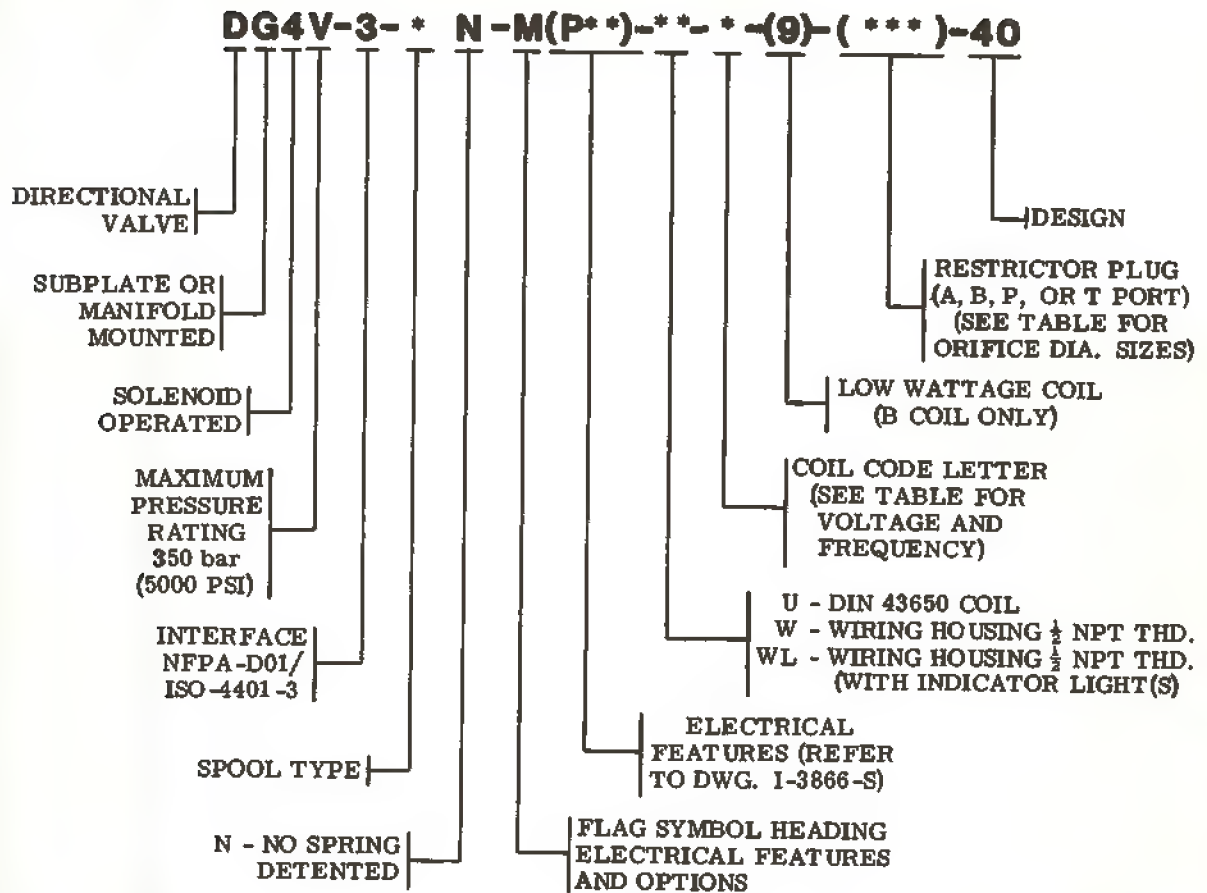 DG4V-3-* N-M(P**)-**-*-(9)-(***)-40
DIRECTIONAL
VALVE
SUBPLATE OR
MANIFOLD
MOUNTED
SOLENOID
OPERATED
MAXIMUM
PRESSURE
RATING
350 bar
(5000 PSI)
INTERFACE
NFPA-D01/
ISO-4401-3
SPOOL TYPE
N - NO SPRING
DETENTED
DESIGN
RESTRICTOR PLUG
(A, B, P, OR T PORT)
(SEE TABLE FOR
ORIFICE DIA. SIZES)
LOW WATTAGE COIL
(B COIL ONLY)
COIL CODE LETTER
(SEE TABLE FOR
VOLTAGE AND
FREQUENCY)
U - DIN 43650 COIL
W - WIRING HOUSING ½ NPT THD.
WL - WIRING HOUSING ½ NPT THD.
(WITH INDICATOR LIGHT(S)
ELECTRICAL
FEATURES (REFER
TO DWG. I-3866-S)
FLAG SYMBOL HEADING
ELECTRICAL FEATURES
AND OPTIONS